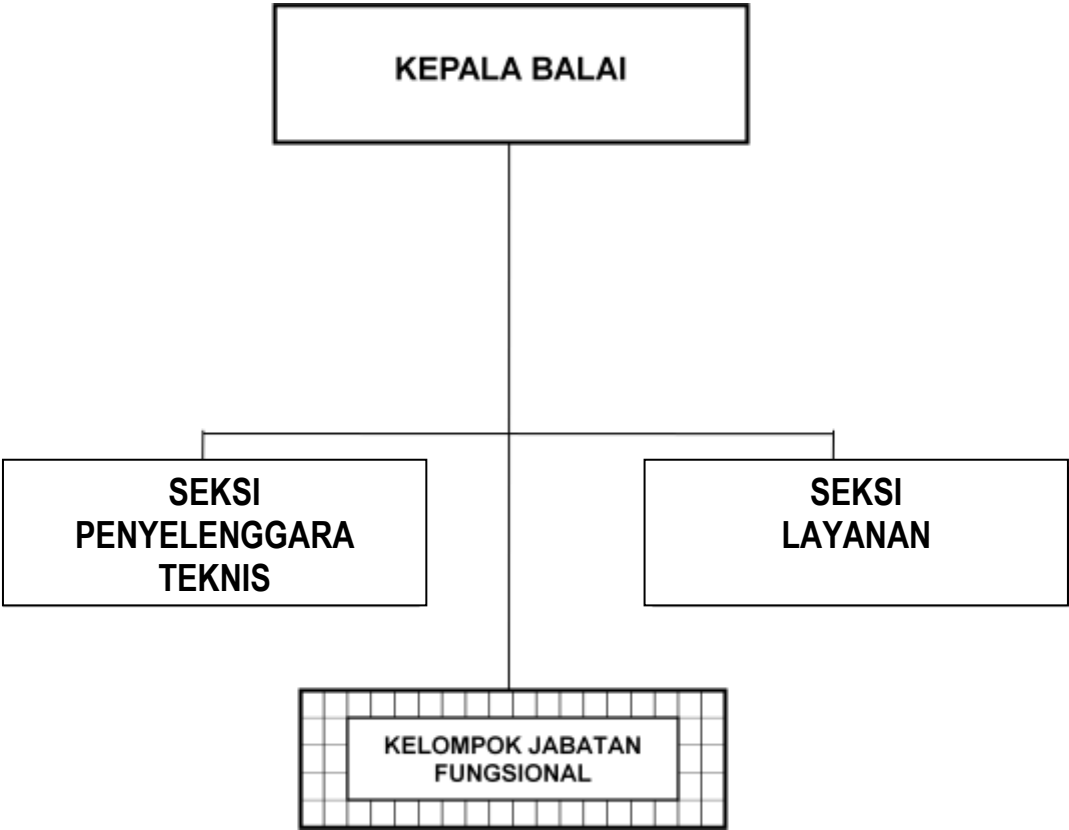 KEPALA BALAI
SEKSI
PENYELENGGARA
TEKNIS
SEKSI
LAYANAN
KELOMPOK JABATAN
FUNGSIONAL